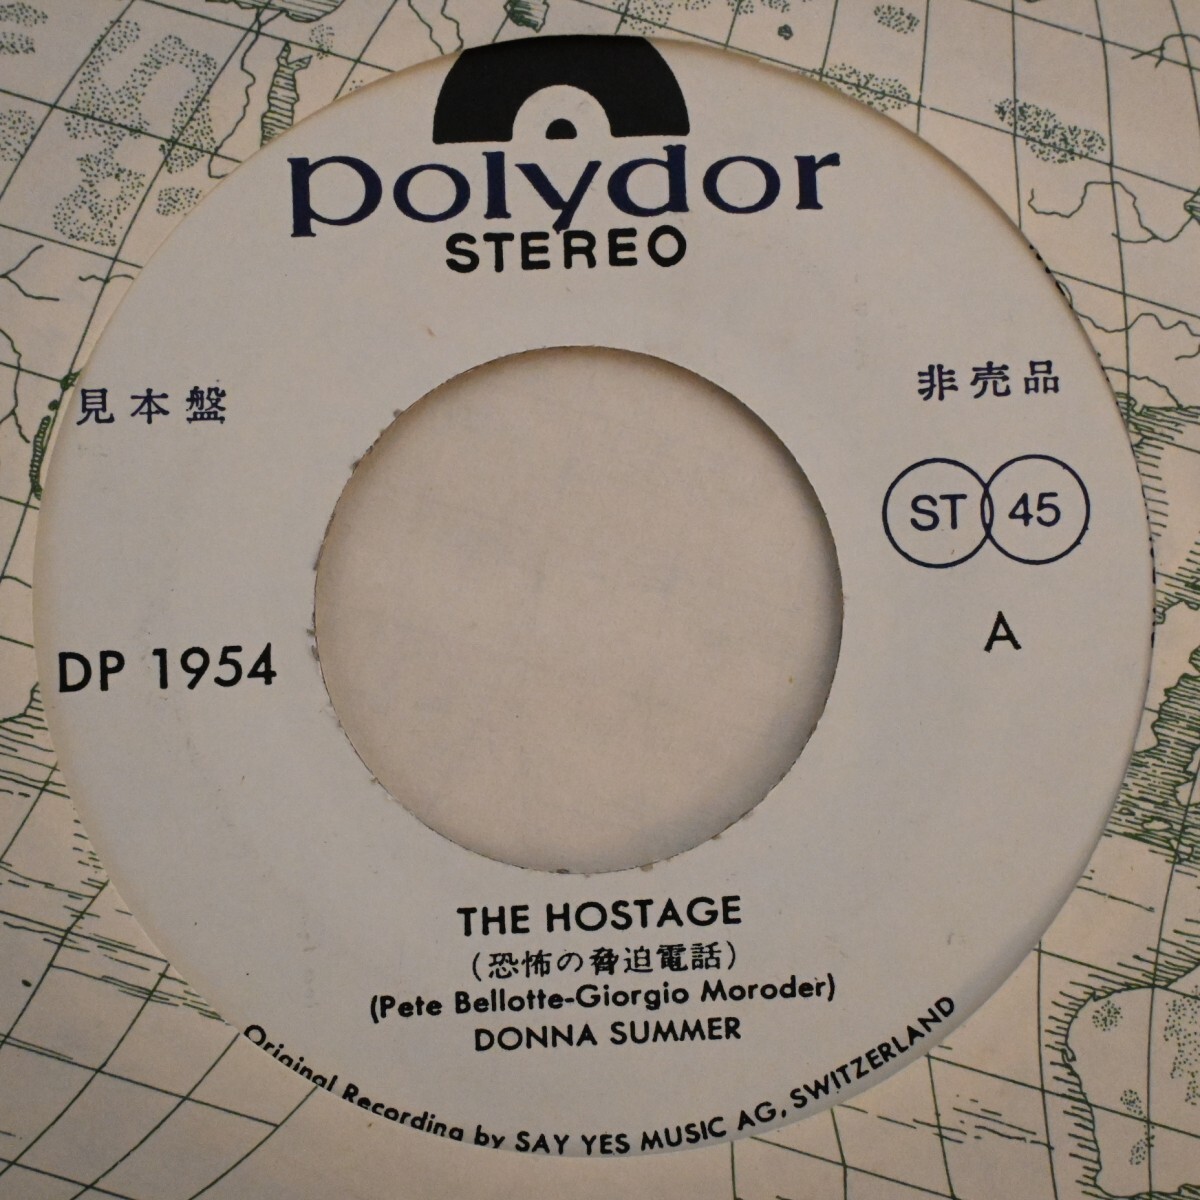 polydor
STEREO
見本盤
非売品
ST 45
A
DP 1954
THE HOSTAGE
(恐怖の脅迫電話)
(Pete Bellotte-Giorgio Moroder)
DONNA SUMMER
Original Recording by SAY YES MUSIC AG, SWITZERLAND